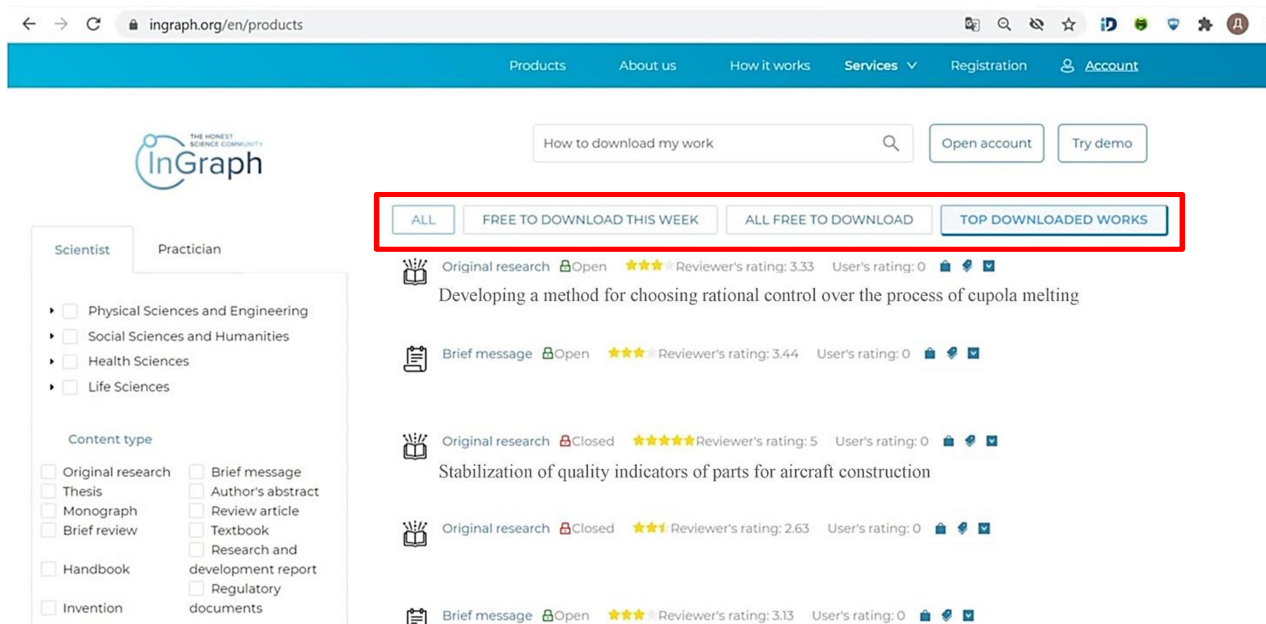 ingraph.org/en/products
Products About us How it works Services Registration Account
THE HONEST
SCIENCE COMMUNITY
InGraph
How to download my work
Open account
Try demo
ALL
FREE TO DOWNLOAD THIS WEEK
ALL FREE TO DOWNLOAD
TOP DOWNLOADED WORKS
Scientist Practician
Physical Sciences and Engineering
Social Sciences and Humanities
Health Sciences
Life Sciences
Content type
Original research Brief message
Thesis Author's abstract
Monograph Review article
Brief review Textbook
Research and
Handbook development report
Regulatory
Invention documents
Original research Open Reviewer's rating: 3.33 User's rating: 0
Developing a method for choosing rational control over the process of cupola melting
Brief message Open Reviewer's rating: 3.44 User's rating: 0
Original research Closed Reviewer's rating: 5 User's rating: 0
Stabilization of quality indicators of parts for aircraft construction
Original research Closed Reviewer's rating: 2.63 User's rating: 0
Brief message Open Reviewer's rating: 3.13 User's rating: 0